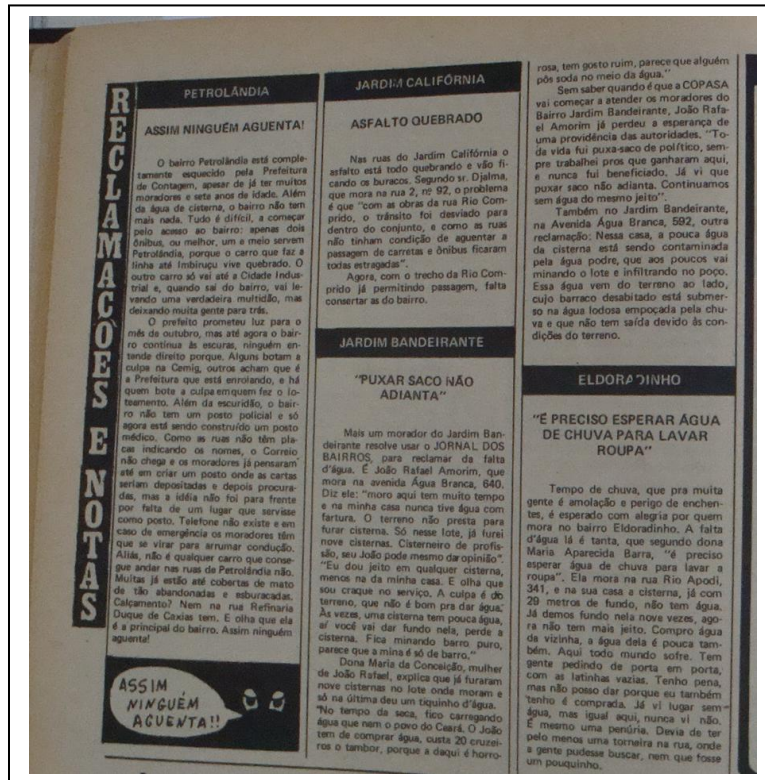 RECLAMAÇÕES E NOTAS
PETROLÂNDIA
ASSIM NINGUÉM AGUENTA!
O bairro Petrolândia está comple-
tamente esquecido pela Prefeitura
de Contagem, apesar de já ter muitos
moradores e sete anos de idade. Além
da água de cisterna, o bairro não tem
mais nada. Tudo é difícil, a começar
pelo acesso ao bairro: apenas dois
ônibus, ou melhor, um e meio servem
Petrolândia, porque o carro que faz a
linha até Imbiruçu vive quebrado. O
outro carro só vai até a Cidade Indus-
trial e, quando sai do bairro, vai le-
vando uma verdadeira multidão, mas
deixando muita gente para trás.
O prefeito prometeu luz para o
mês de outubro, mas até agora o bair-
ro continua às escuras, ninguém en-
tende direito porque. Alguns botam a
culpa na Cemig, outros acham que é
a Prefeitura que está enrolando, e há
quem bote a culpa em quem fez o lo-
teamento. Além da escuridão, o bair-
ro não tem um posto policial e só
agora está sendo construído um posto
médico. Como as ruas não têm pla-
cas indicando os nomes, o Correio
não chega e os moradores já pensaram
até em criar um posto onde as cartas
seriam depositadas e depois procura-
das, mas a idéia não foi para frente
por falta de um lugar que servisse
como posto. Telefone não existe e em
caso de emergência os moradores têm
que se virar para arrumar condução.
Aliás, não é qualquer carro que conse-
gue andar nas ruas de Petrolândia não.
Muitas já estão até cobertas de mato
de tão abandonadas e esburacadas.
Calçamento? Nem na rua Refinaria
Duque de Caxias tem. E olha que ela
é a principal do bairro. Assim ninguém
aguenta!
ASSIM
NINGUÉM
AGUENTA!!
JARDIM CALIFÓRNIA
ASFALTO QUEBRADO
Nas ruas do Jardim Califórnia o
asfalto está todo quebrando e vão fi-
cando os buracos. Segundo sr. Djalma,
que mora na rua 2, nº 92, o problema
é que "com as obras da rua Rio Com-
prido, o trânsito foi desviado para
dentro do conjunto, e como as ruas
não tinham condição de aguentar a
passagem de carretas e ônibus ficaram
todas estragadas".
Agora, com o trecho da Rio Com-
prido já permitindo passagem, falta
consertar as do bairro.
JARDIM BANDEIRANTE
"PUXAR SACO NÃO
ADIANTA"
Mais um morador do Jardim Ban-
deirante resolve usar o JORNAL DOS
BAIRROS, para reclamar da falta
d'água. É João Rafael Amorim, que
mora na avenida Água Branca, 640.
Diz ele: "moro aqui tem muito tempo
e na minha casa nunca tive água com
fartura. O terreno não presta para
furar cisterna. Só nesse lote, já furei
nove cisternas. Cisterneiro de profis-
são, seu João pode mesmo dar opinião".
"Eu dou jeito em qualquer cisterna,
menos na da minha casa. E olha que
sou craque no serviço. A culpa é do
terreno, que não é bom pra dar água.
Às vezes, uma cisterna tem pouca água,
aí você vai dar fundo nela, perde a
cisterna. Fica minando barro puro,
parece que a mina é só de barro."
Dona Maria da Conceição, mulher
de João Rafael, explica que já furaram
nove cisternas no lote onde moram e
só na última deu um tiquinho d'água.
"No tempo da seca, fico carregando
água que nem o povo do Ceará. O João
tem de comprar água, custa 20 cruzei-
ros o tambor, porque a daqui é horro-
rosa, tem gosto ruim, parece que alguém
pôs soda no meio da água."
Sem saber quando é que a COPASA
vai começar a atender os moradores do
Bairro Jardim Bandeirante, João Rafa-
el Amorim já perdeu a esperança de
uma providência das autoridades. "To-
da vida fui puxa-saco de político, sem-
pre trabalhei pros que ganharam aqui,
e nunca fui beneficiado. Já vi que
puxar saco não adianta. Continuamos
sem água do mesmo jeito".
Também no Jardim Bandeirante,
na Avenida Água Branca, 592, outra
reclamação: Nessa casa, a pouca água
da cisterna está sendo contaminada
pela água podre, que aos poucos vai
minando o lote e infiltrando no poço.
Essa água vem do terreno ao lado,
cujo barraco desabitado está submer-
so na água lodosa empoçada pela chu-
va e que não tem saída devido às con-
dições do terreno.
ELDORADINHO
"É PRECISO ESPERAR ÁGUA
DE CHUVA PARA LAVAR
ROUPA"
Tempo de chuva, que pra muita
gente é amolação e perigo de enchen-
tes, é esperado com alegria por quem
mora no bairro Eldoradinho. A falta
d'água lá é tanta, que segundo dona
Maria Aparecida Barra, "é preciso
esperar água de chuva para lavar a
roupa". Ela mora na rua Rio Apodi,
341, e na sua casa a cisterna, já com
29 metros de fundo, não tem água.
Já demos fundo nela nove vezes, ago-
ra não tem mais jeito. Compro água
da vizinha, a água dela é pouca tam-
bém. Aqui todo mundo sofre. Tem
gente pedindo de porta em porta,
com as latinhas vazias. Tenho pena,
mas não posso dar porque eu também
tenho é comprada. Já vi lugar sem
água, mas igual aqui, nunca vi não.
É mesmo uma penúria. Devia de ter
pelo menos uma torneira na rua, onde
a gente pudesse buscar, nem que fosse
um pouquinho.